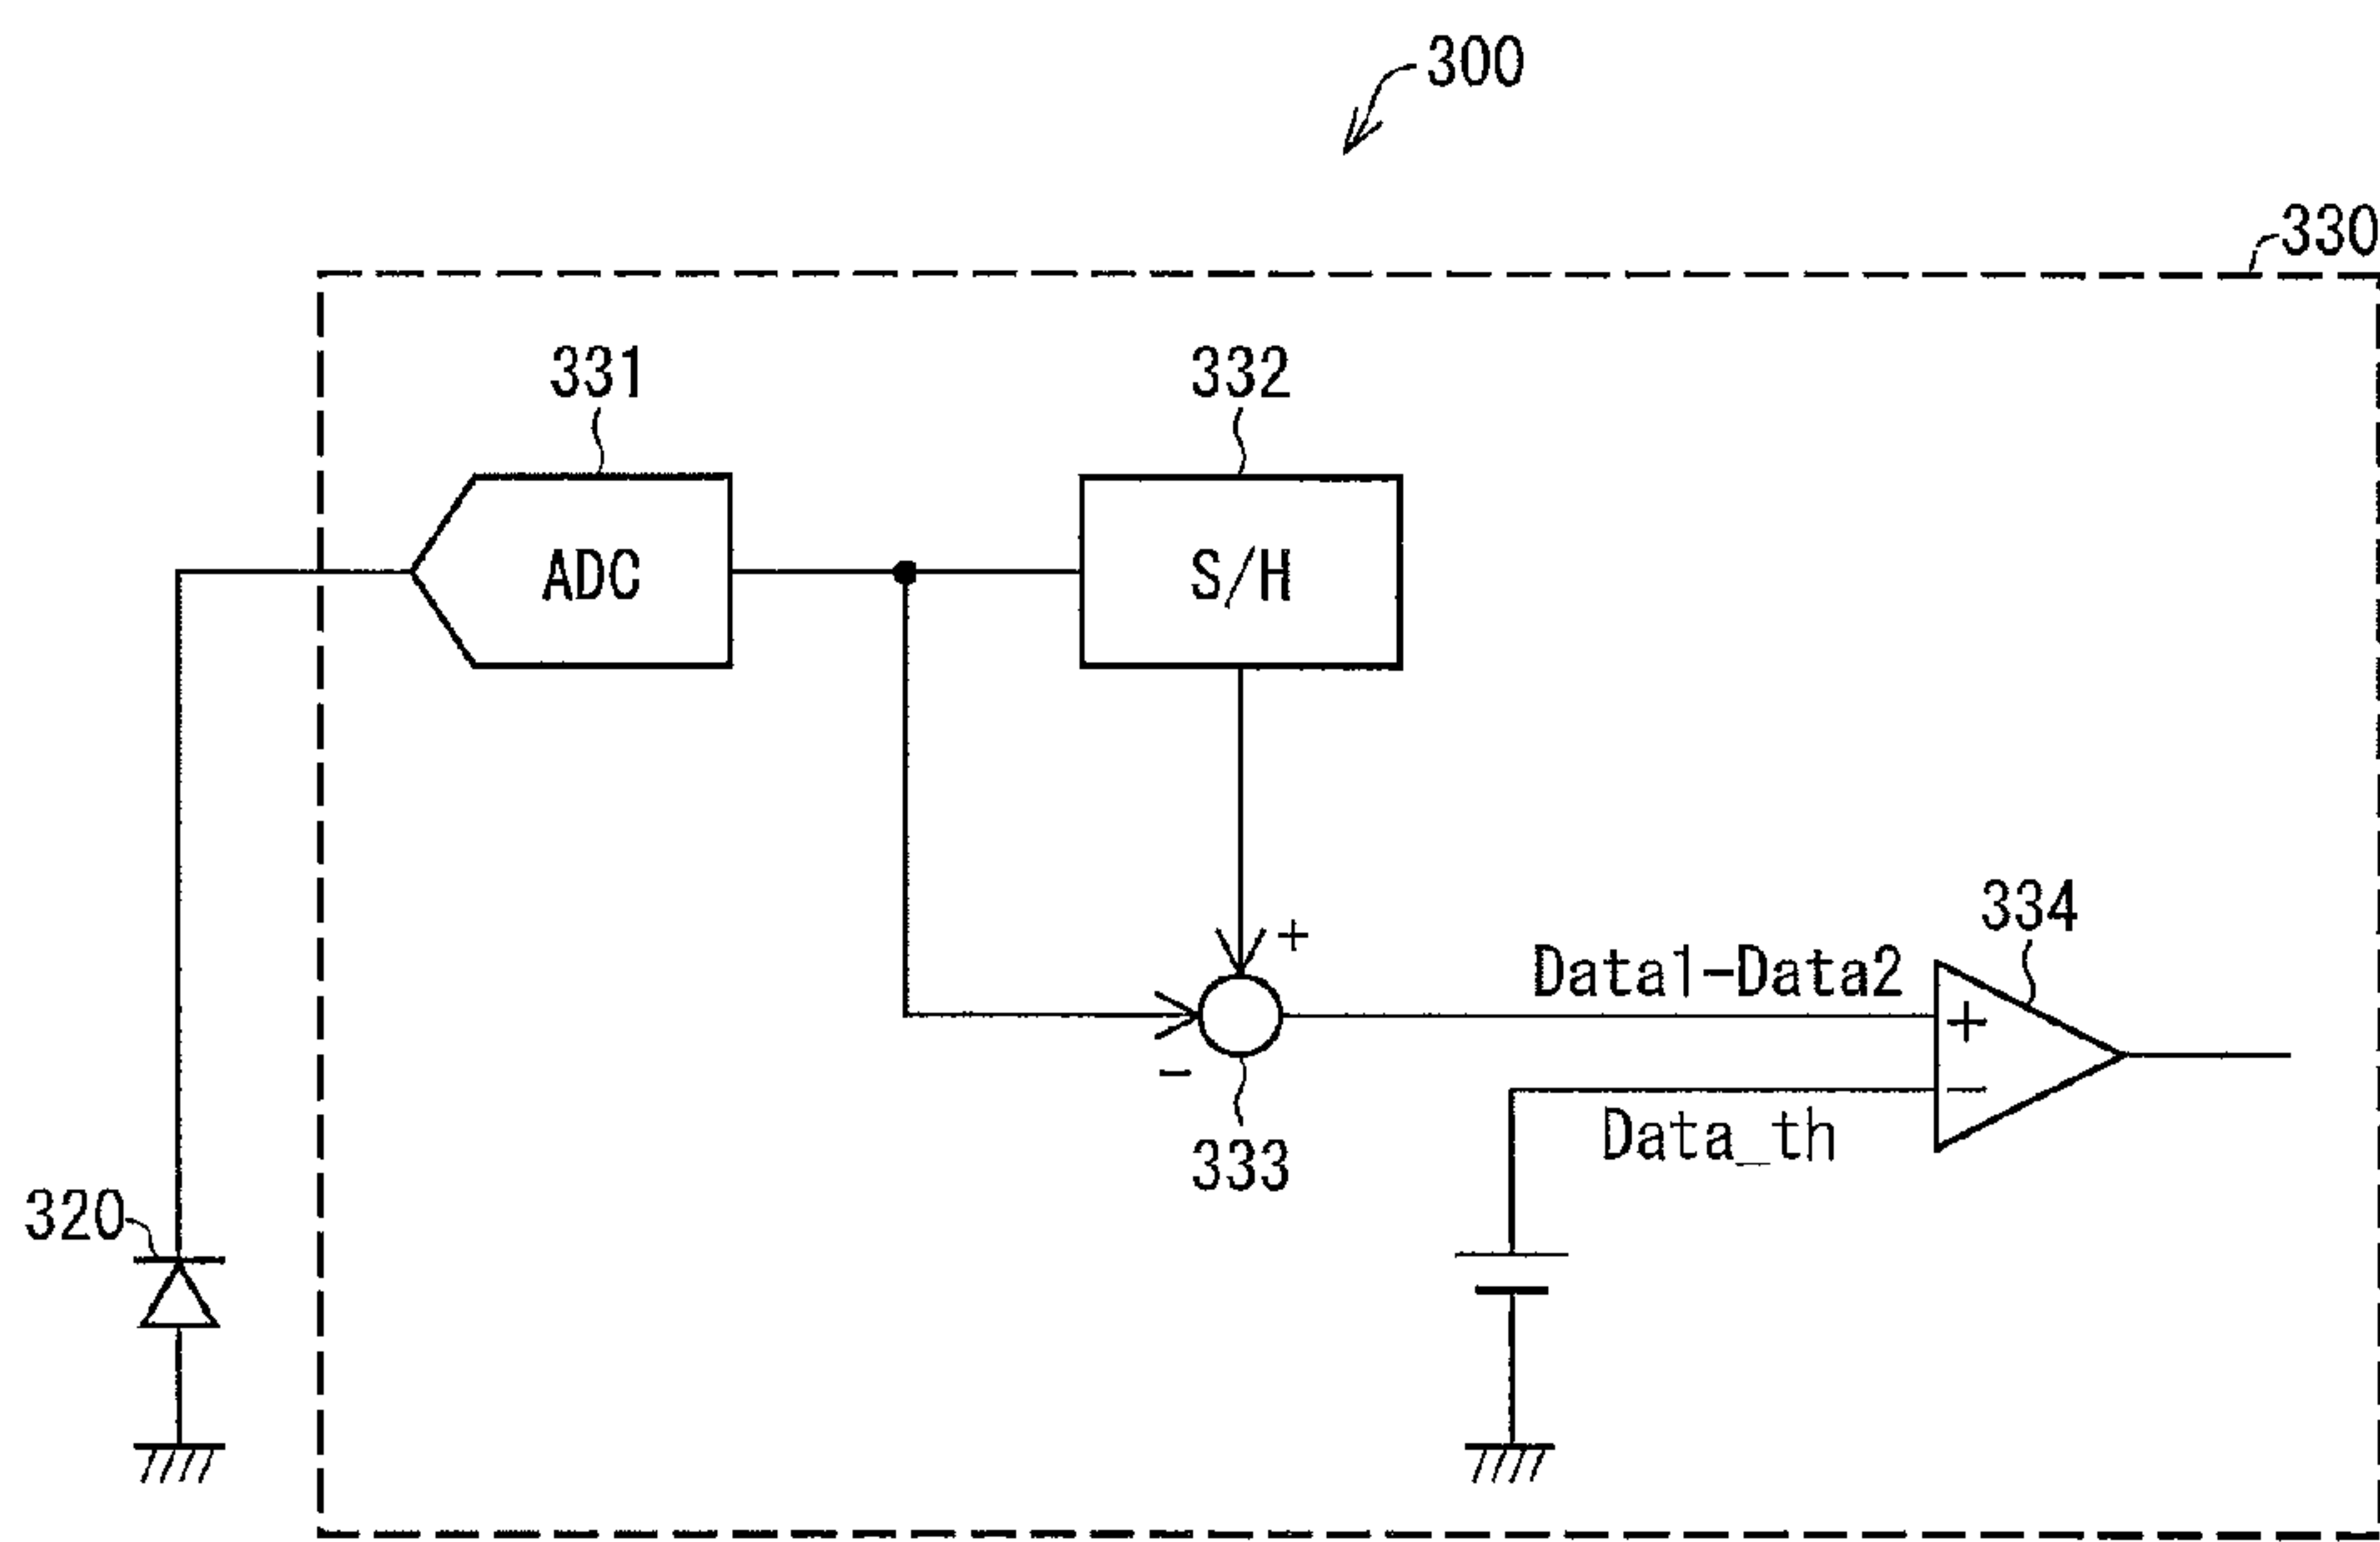 300
330
331
332
ADC
S/H
+
334
Data1-Data2
+
-
-
Data_th
333
320